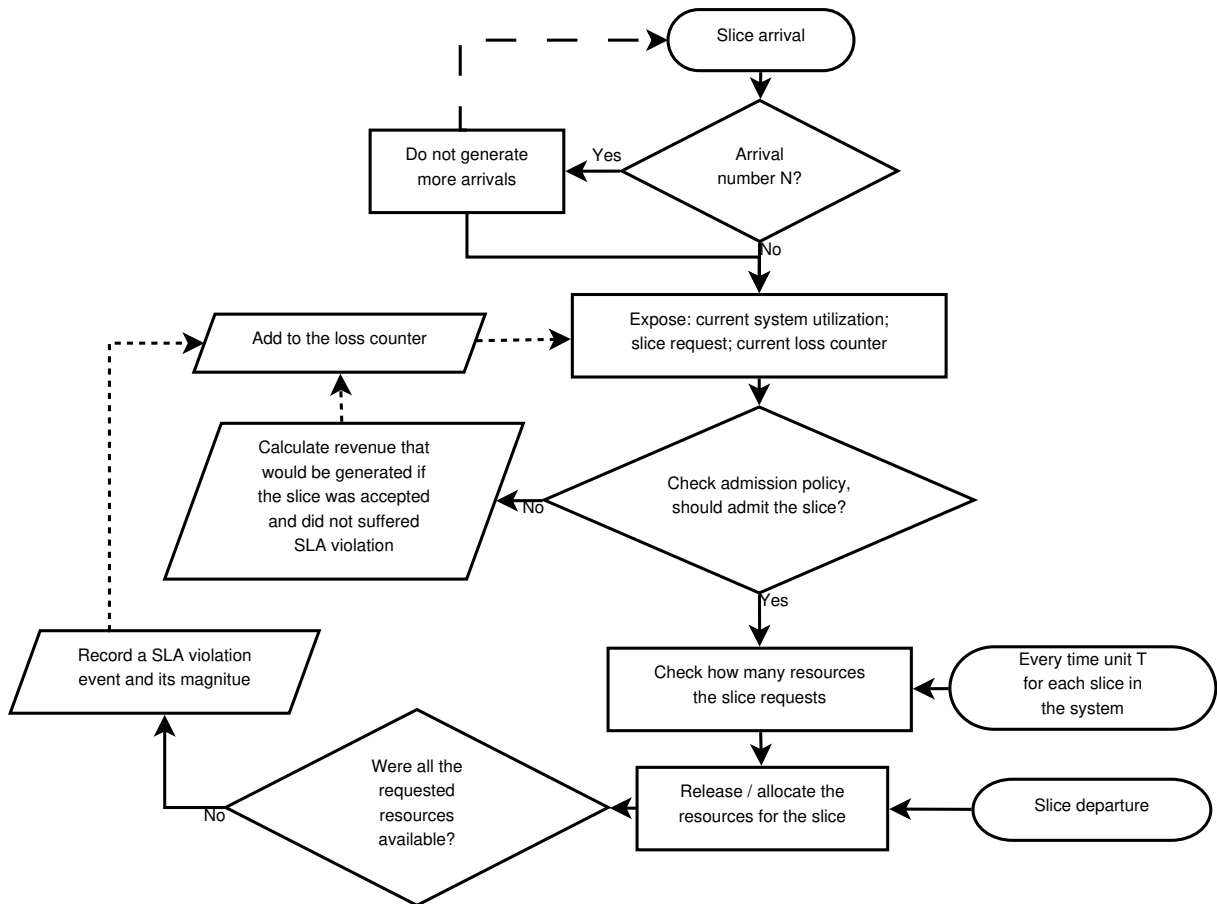 Slice arrival
Do not generate
more arrivals
Yes
Arrival
number N?
No
Add to the loss counter
Expose: current system utilization;
slice request; current loss counter
Calculate revenue that
would be generated if
the slice was accepted
and did not suffered
SLA violation
No
Check admission policy,
should admit the slice?
Yes
Record a SLA violation
event and its magnitue
Check how many resources
the slice requests
Every time unit T
for each slice in
the system
Were all the
requested
resources
available?
No
Release / allocate the
resources for the slice
Slice departure